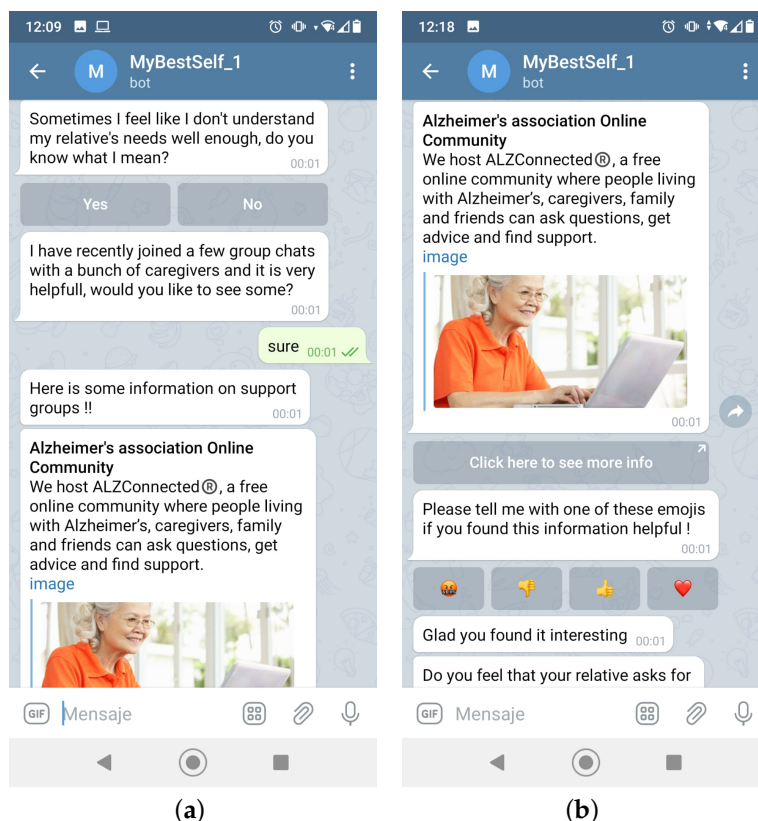 12:09
MyBestSelf_1
bot
M
Sometimes I feel like I don't understand
my relative's needs well enough, do you
know what I mean?
00:01
Yes
No
I have recently joined a few group chats
with a bunch of caregivers and it is very
helpfull, would you like to see some?
00:01
sure 00:01
Here is some information on support
groups !!
00:01
Alzheimer's association Online
Community
We host ALZConnected®, a free
online community where people living
with Alzheimer's, caregivers, family
and friends can ask questions, get
advice and find support.
image
GIF Mensaje
(a)
12:18
MyBestSelf_1
bot
M
Alzheimer's association Online
Community
We host ALZConnected®, a free
online community where people living
with Alzheimer's, caregivers, family
and friends can ask questions, get
advice and find support.
image
00:01
Click here to see more info
Please tell me with one of these emojis
if you found this information helpful !
00:01
🤬 👎 👍 ❤️
Glad you found it interesting 00:01
Do you feel that your relative asks for
GIF Mensaje
(b)